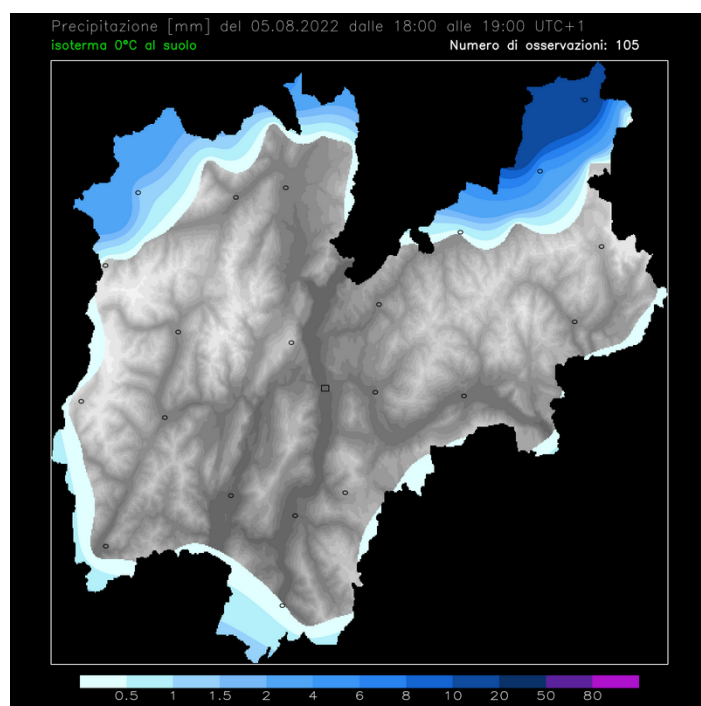 Precipitazione [mm] del 05.08.2022 dalle 18:00 alle 19:00 UTC+1
isoterma 0°C al suolo Numero di osservazioni: 105
0.5 1 1.5 2 4 6 8 10 20 50 80